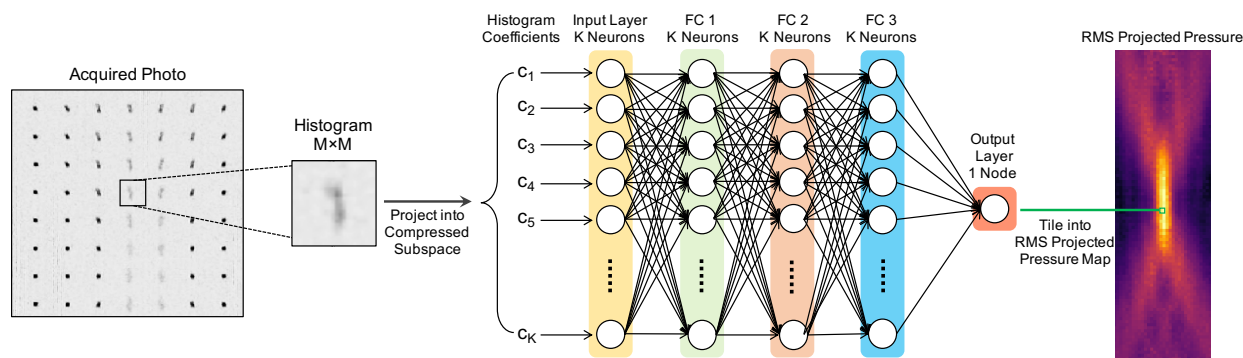 Acquired Photo
Histogram
M×M
Project into
Compressed
Subspace
Histogram
Coefficients
C1
C2
C3
C4
C5
CK
Input Layer
K Neurons
FC 1
K Neurons
FC 2
K Neurons
FC 3
K Neurons
Output
Layer
1 Node
Tile into
RMS Projected
Pressure Map
RMS Projected Pressure